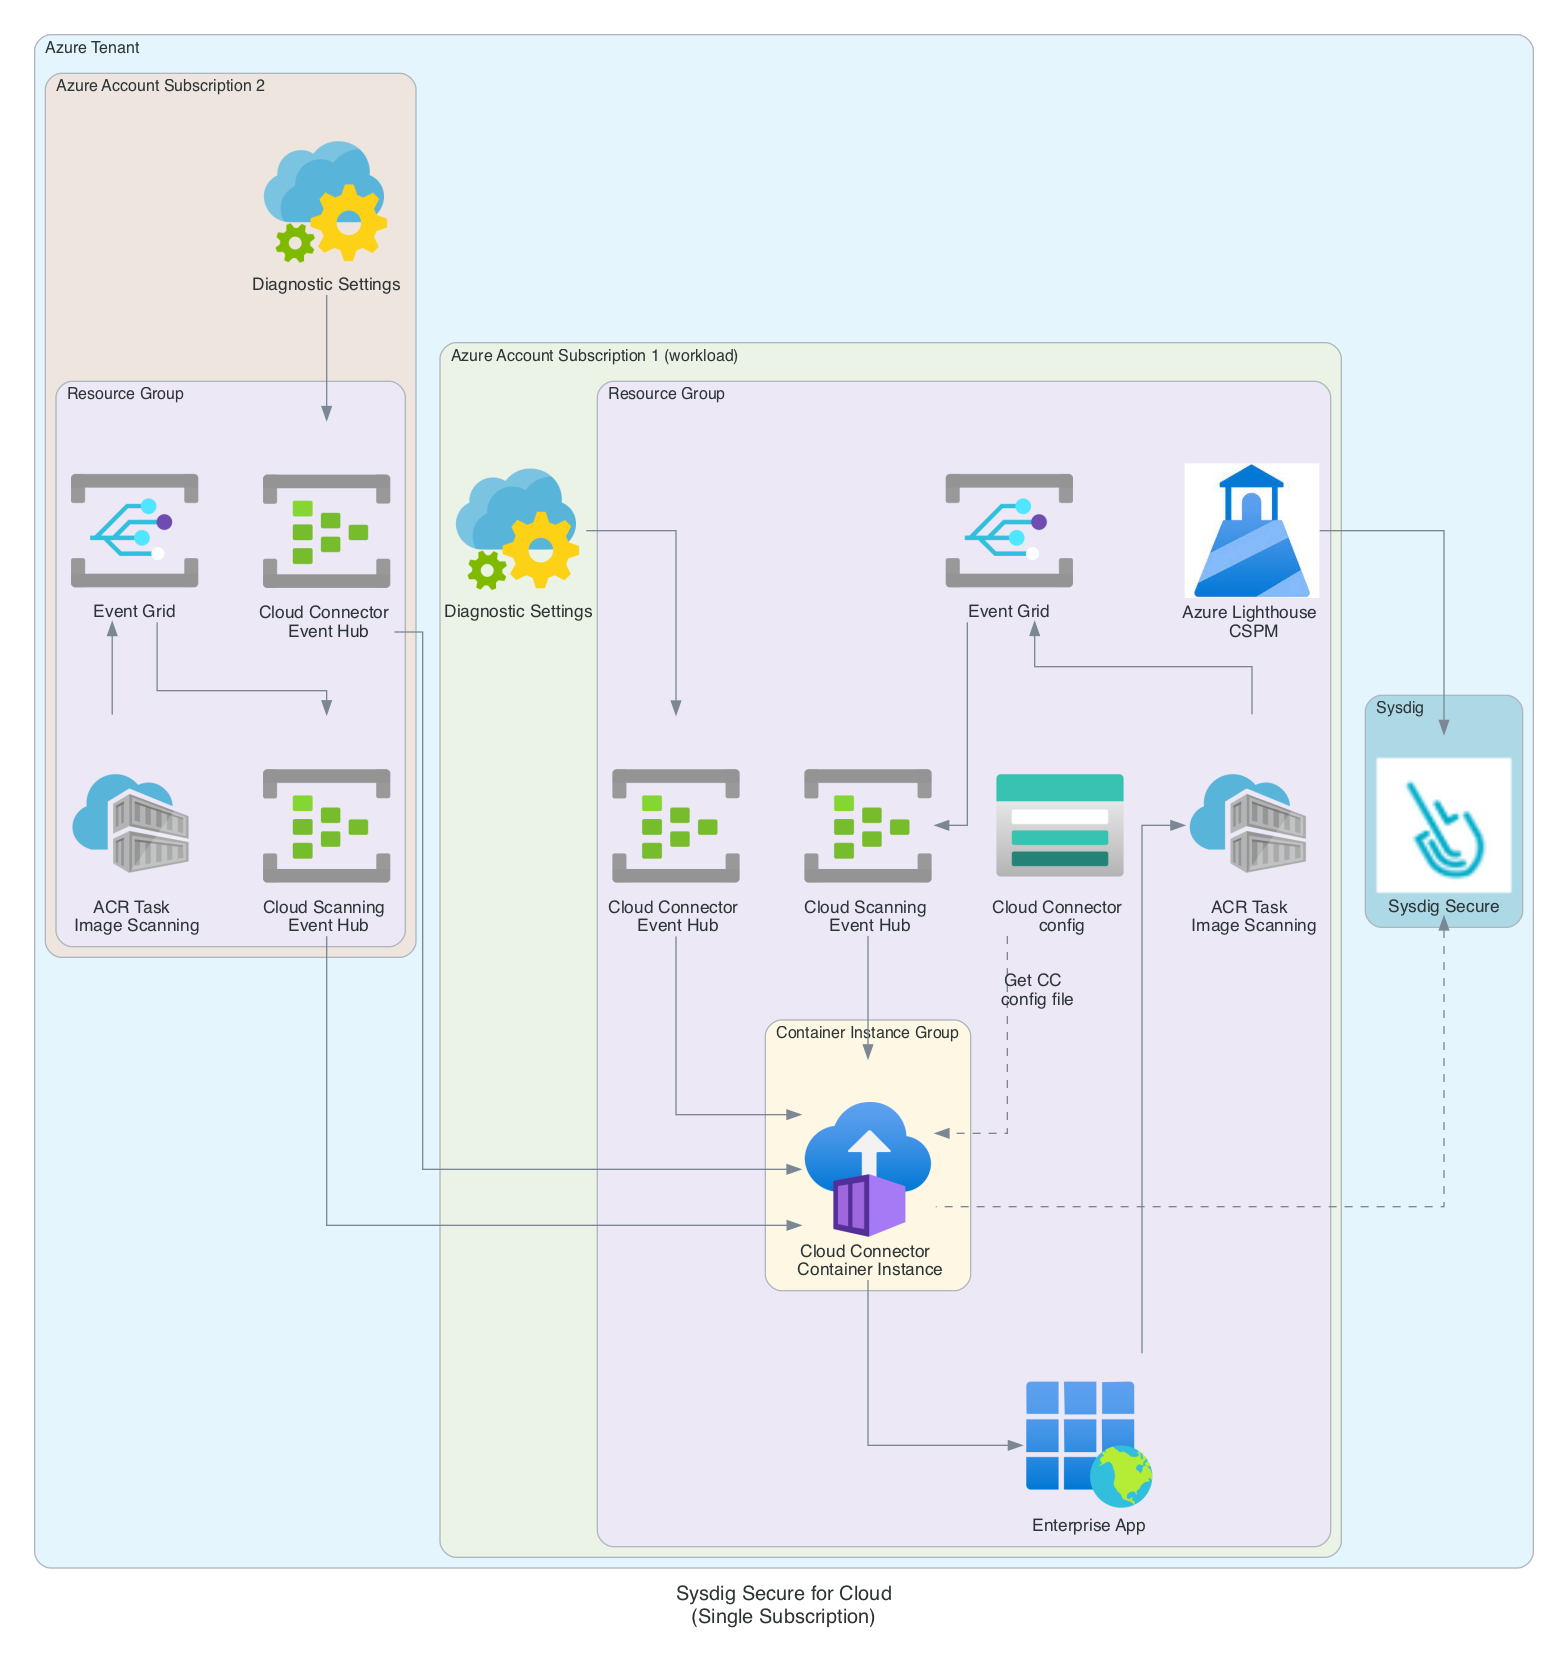 Azure Tenant
Azure Account Subscription 2
Diagnostic Settings
Resource Group
Event Grid
Cloud Connector
Event Hub
ACR Task
Image Scanning
Cloud Scanning
Event Hub
Azure Account Subscription 1 (workload)
Diagnostic Settings
Resource Group
Event Grid
Azure Lighthouse
CSPM
Cloud Connector
Event Hub
Cloud Scanning
Event Hub
Cloud Connector
config
ACR Task
Image Scanning
Get CC
config file
Container Instance Group
Cloud Connector
Container Instance
Enterprise App
Sysdig
Sysdig Secure
Sysdig Secure for Cloud
(Single Subscription)